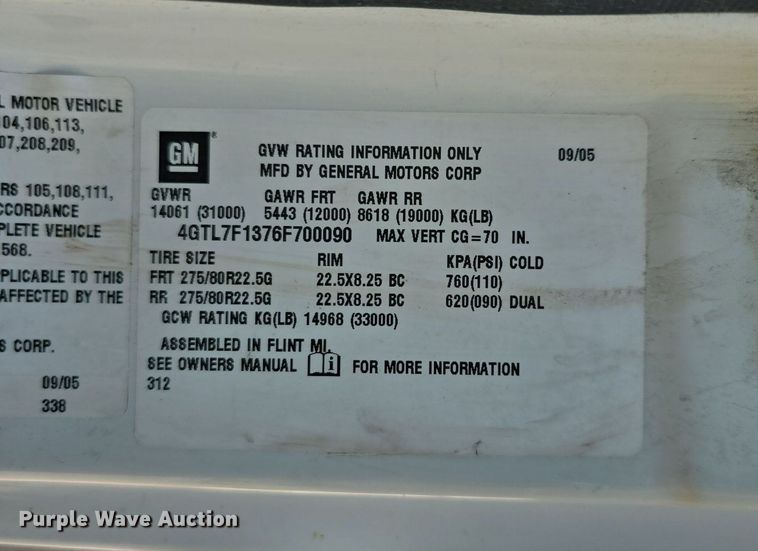 L MOTOR VEHICLE
04,106,113,
07,208,209,
RS 105,108,111,
CCORDANCE
PLETE VEHICLE
568.
PPLICABLE TO THIS
AFFECTED BY THE
S CORP.
09/05
338
GM ®
GVW RATING INFORMATION ONLY 09/05
MFD BY GENERAL MOTORS CORP
GVWR GAWR FRT GAWR RR
14061 (31000) 5443 (12000) 8618 (19000) KG(LB)
4GTL7F1376F700090 MAX VERT CG=70 IN.
TIRE SIZE RIM KPA(PSI) COLD
FRT 275/80R22.5G 22.5X8.25 BC 760(110)
RR 275/80R22.5G 22.5X8.25 BC 620(090) DUAL
GCW RATING KG(LB) 14968 (33000)
ASSEMBLED IN FLINT MI.
SEE OWNERS MANUAL i FOR MORE INFORMATION
312
Purple Wave Auction